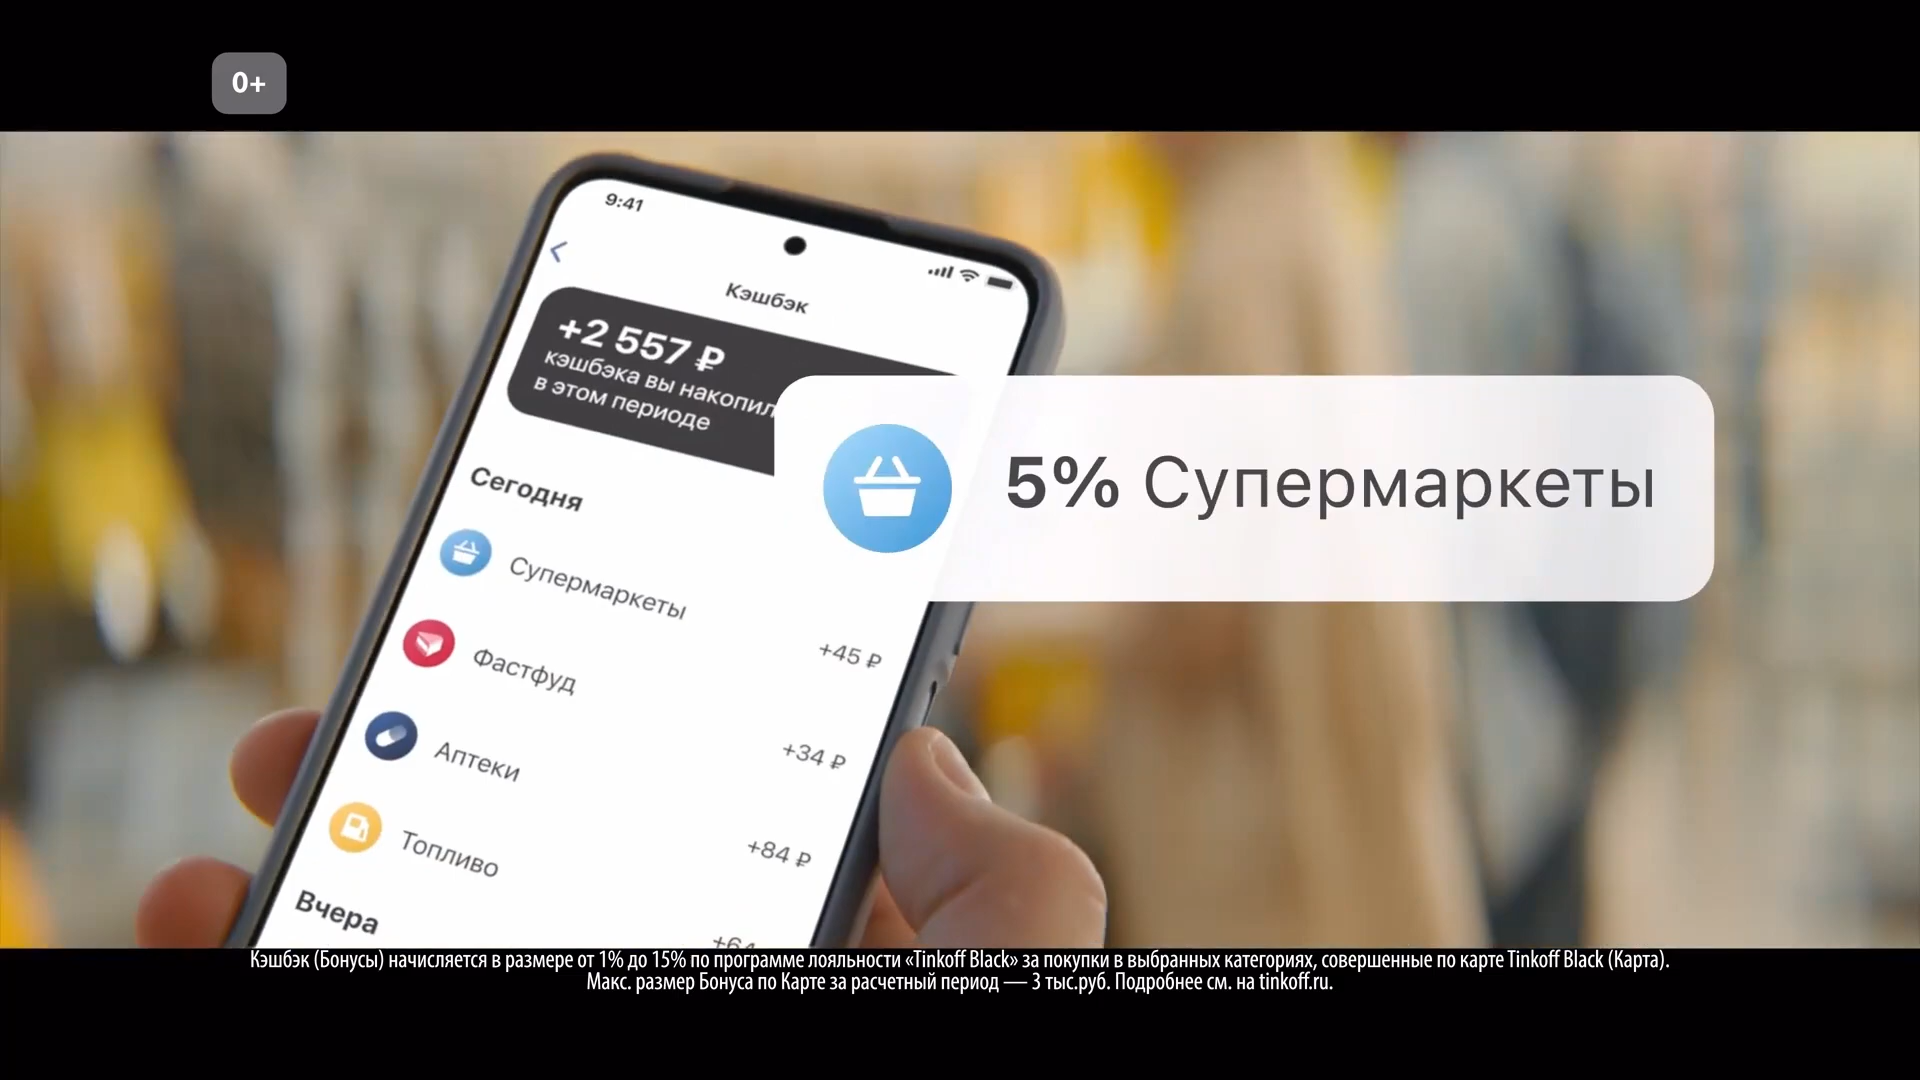 0+
9:41
Кэшбэк
+2 557 ₽
кэшбэка вы накопил
в этом периоде
5% Супермаркеты
Сегодня
Супермаркеты
+45 ₽
Фастфуд
+34 ₽
Аптеки
+84 ₽
Топливо
Вчера
Кэшбэк (Бонусы) начисляется в размере от 1% до 15% по программе лояльности «Tinkoff Black» за покупки в выбранных категориях, совершенные по карте Tinkoff Black (Карта).
Макс. размер Бонуса по Карте за расчетный период — 3 тыс.руб. Подробнее см. на tinkoff.ru.